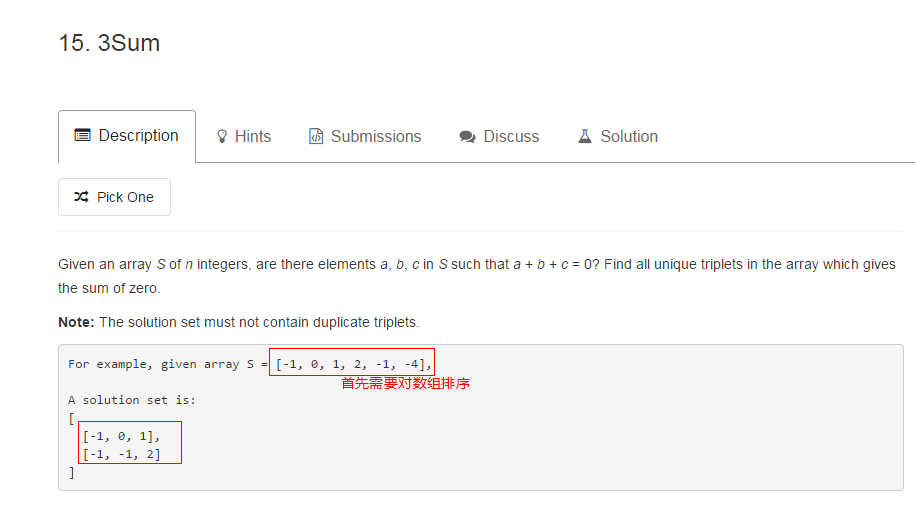 15. 3Sum
Description Hints Submissions Discuss Solution
Pick One
Given an array S of n integers, are there elements a, b, c in S such that a + b + c = 0? Find all unique triplets in the array which gives
the sum of zero.
Note: The solution set must not contain duplicate triplets.
For example, given array S = [-1, 0, 1, 2, -1, -4],
首先需要对数组排序
A solution set is:
[
[-1, 0, 1],
[-1, -1, 2]
]